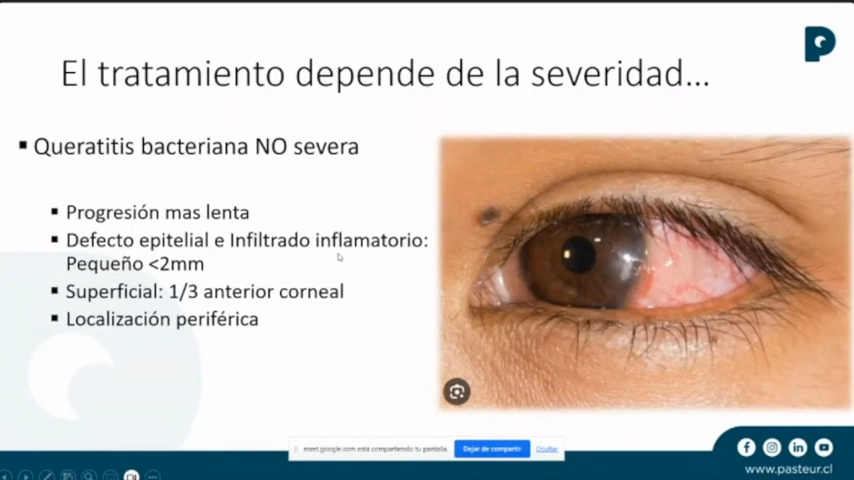 El tratamiento depende de la severidad...
Queratitis bacteriana NO severa
Progresión mas lenta
Defecto epitelial e Infiltrado inflamatorio:
Pequeño <2mm
Superficial: 1/3 anterior corneal
Localización periférica
meet.google.com está compartiendo tu pantalla.
Dejar de compartir
Ocultar
www.pasteur.cl